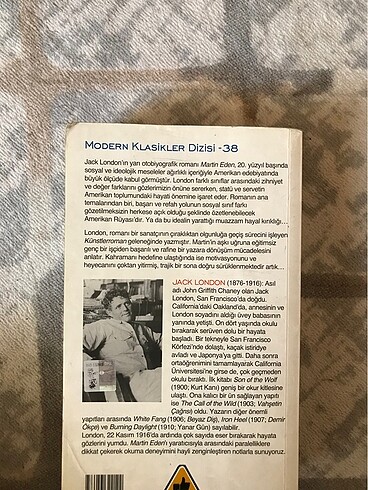 MODERN KLASİKLER DİZİSİ -38
Jack London'ın yarı otobiyografik romanı Martin Eden, 20. yüzyıl başında
sosyal ve ideolojik meseleler ağırlıklı içeriğiyle Amerikan edebiyatında
büyük ölçüde kabul görmüştür. London farklı sınıflar arasındaki zihniyet
ve değer farklarını gözlerimizin önüne sererken, statü ve servetin
Amerikan toplumundaki hayati önemine işaret eder. Romanın ana
temalarından biri, başarı ve refah yolunun sosyal sınıf farkı
gözetilmeksizin herkese açık olduğu şeklinde özetlenebilecek
Amerikan Rüyası'dır. Ya da bu idealin yarattığı muazzam hayal kırıklığı…
London, romanı bir sanatçının çıraklıktan olgunluğa geçiş sürecini işleyen
Künstlerroman geleneğinde yazmıştır. Martin'in aşkı uğruna eğitimsiz
genç bir işçiden başarılı ve rafine bir yazara dönüşüm mücadelesini
anlatır. Kahramanı hedefine ulaştığında ise motivasyonunu ve
heyecanını çoktan yitirmiş, trajik bir sona doğru sürüklenmektedir artık…
JACK LONDON (1876-1916): Asıl
adı John Griffith Chaney olan Jack
London, San Francisco'da doğdu.
California'daki Oakland'da, annesinin ve
London soyadını aldığı üvey babasının
yanında yetişti. On dört yaşında okulu
bırakarak serüven dolu bir hayata
başladı. Bir tekneyle San Francisco
Körfezi'nde dolaştı, kaçak istiridye
avladı ve Japonya'ya gitti. Daha sonra
ortaöğrenimini tamamlayarak California
Üniversitesi'ne girse de, çok geçmeden
okulu bıraktı. İlk kitabı Son of the Wolf
(1900; Kurt Kanı) geniş bir okur kitlesine
ulaştı. Ona kalıcı bir ün sağlayan yapıtı
ise The Call of the Wild (1903; Vahşetin
Çağrısı) oldu. Yazarın diğer önemli
yapıtları arasında White Fang (1906; Beyaz Diş), Iron Heel (1907; Demir
Ökçe) ve Burning Daylight (1910; Yanar Gün) sayılabilir.
London, 22 Kasım 1916'da ardında çok sayıda eser bırakarak hayata
gözlerini yumdu. Martin Eden'ı yaratıcısıyla arasındaki paralelliklere
dikkat çekerek okuma deneyimini hayli zenginleştiren notlarla sunuyoruz.